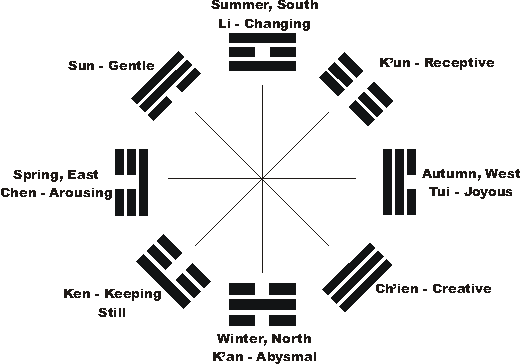 Summer, South
Li - Changing
Sun - Gentle
K'un - Receptive
Spring, East
Chen - Arousing
Autumn, West
Tui - Joyous
Ken - Keeping
Still
Ch'ien - Creative
Winter, North
K'an - Abysmal